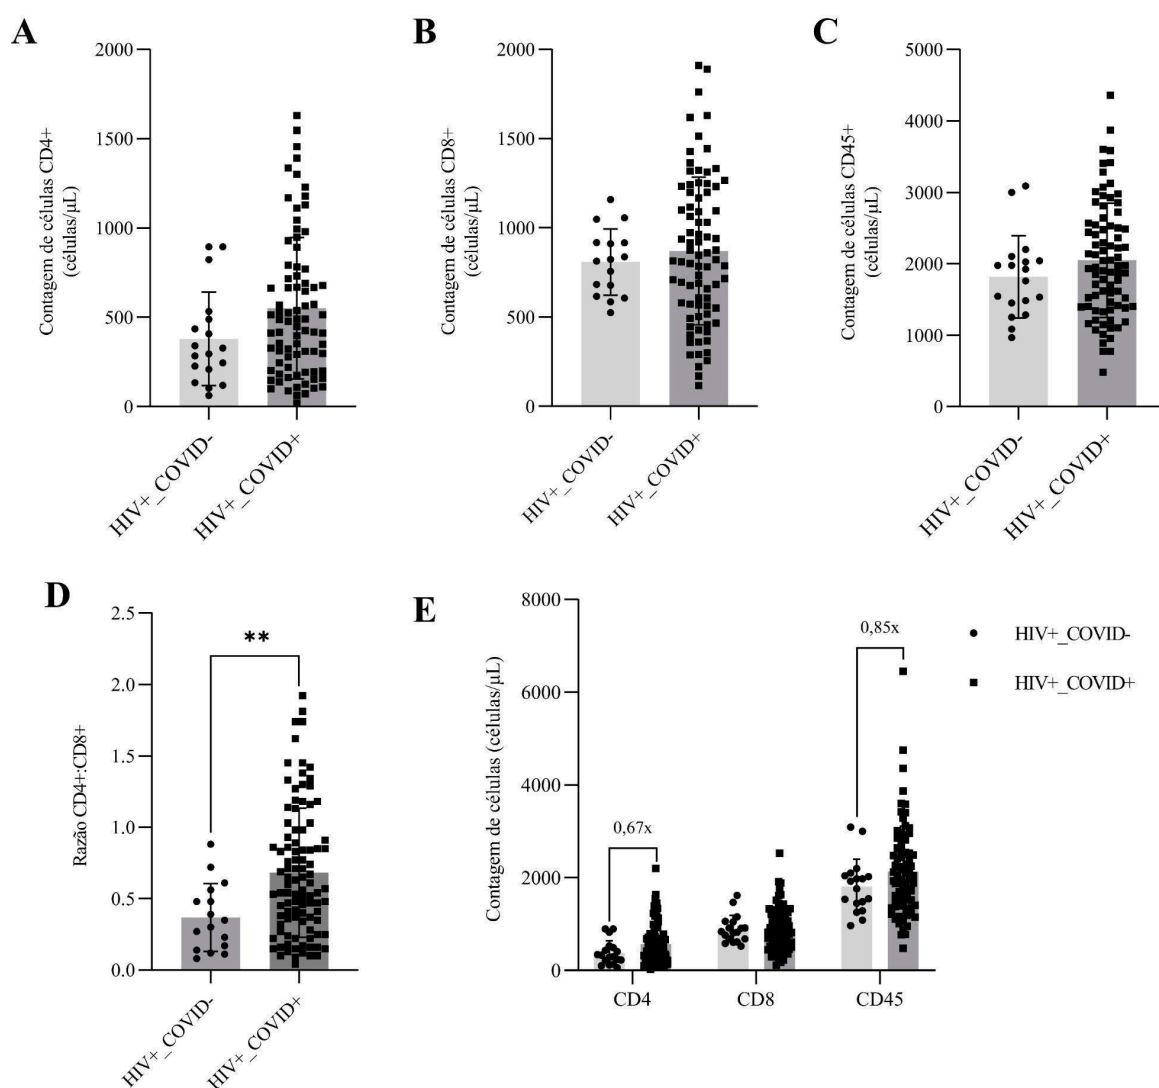 A
Contagem de células CD4+
(células/µL)
2000
1500
1000
500
0
HIV+_COVID-
HIV+_COVID+
B
Contagem de células CD8+
(células/µL)
2000
1500
1000
500
0
HIV+_COVID-
HIV+_COVID+
C
Contagem de células CD45+
(células/µL)
5000
4000
3000
2000
1000
0
HIV+_COVID-
HIV+_COVID+
D
Razão CD4+:CD8+
2.5
2.0
1.5
1.0
0.5
0.0
**
HIV+_COVID-
HIV+_COVID+
E
Contagem de células (células/µL)
8000
6000
4000
2000
0
0,67x
0,85x
CD4
CD8
CD45
HIV+_COVID-
HIV+_COVID+